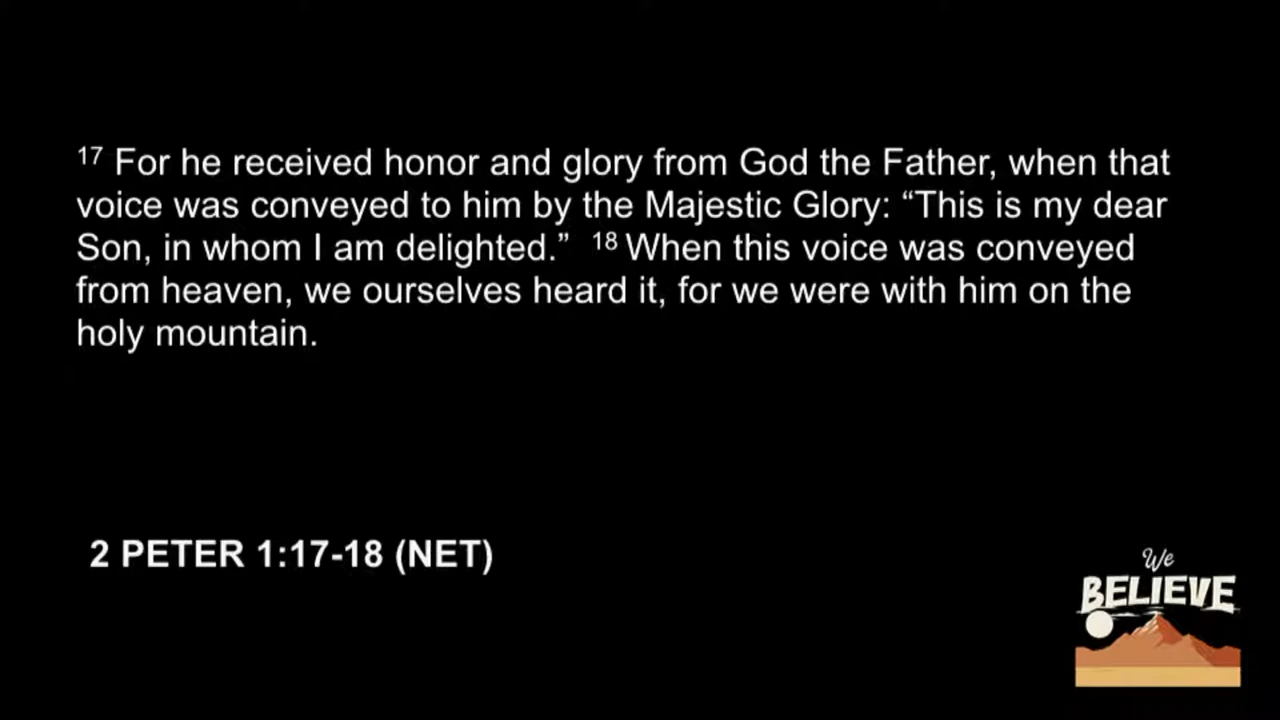 17 For he received honor and glory from God the Father, when that
voice was conveyed to him by the Majestic Glory: “This is my dear
Son, in whom I am delighted.” 18 When this voice was conveyed
from heaven, we ourselves heard it, for we were with him on the
holy mountain.
2 PETER 1:17-18 (NET)
We
BELIEVE